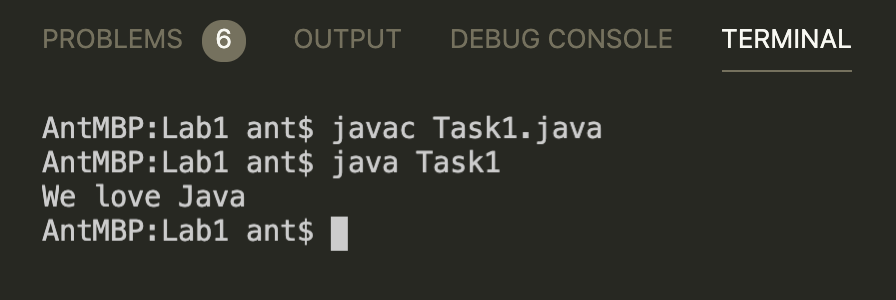 PROBLEMS 6 OUTPUT DEBUG CONSOLE TERMINAL
AntMBP:Lab1 ant$ javac Task1.java
AntMBP:Lab1 ant$ java Task1
We love Java
AntMBP:Lab1 ant$